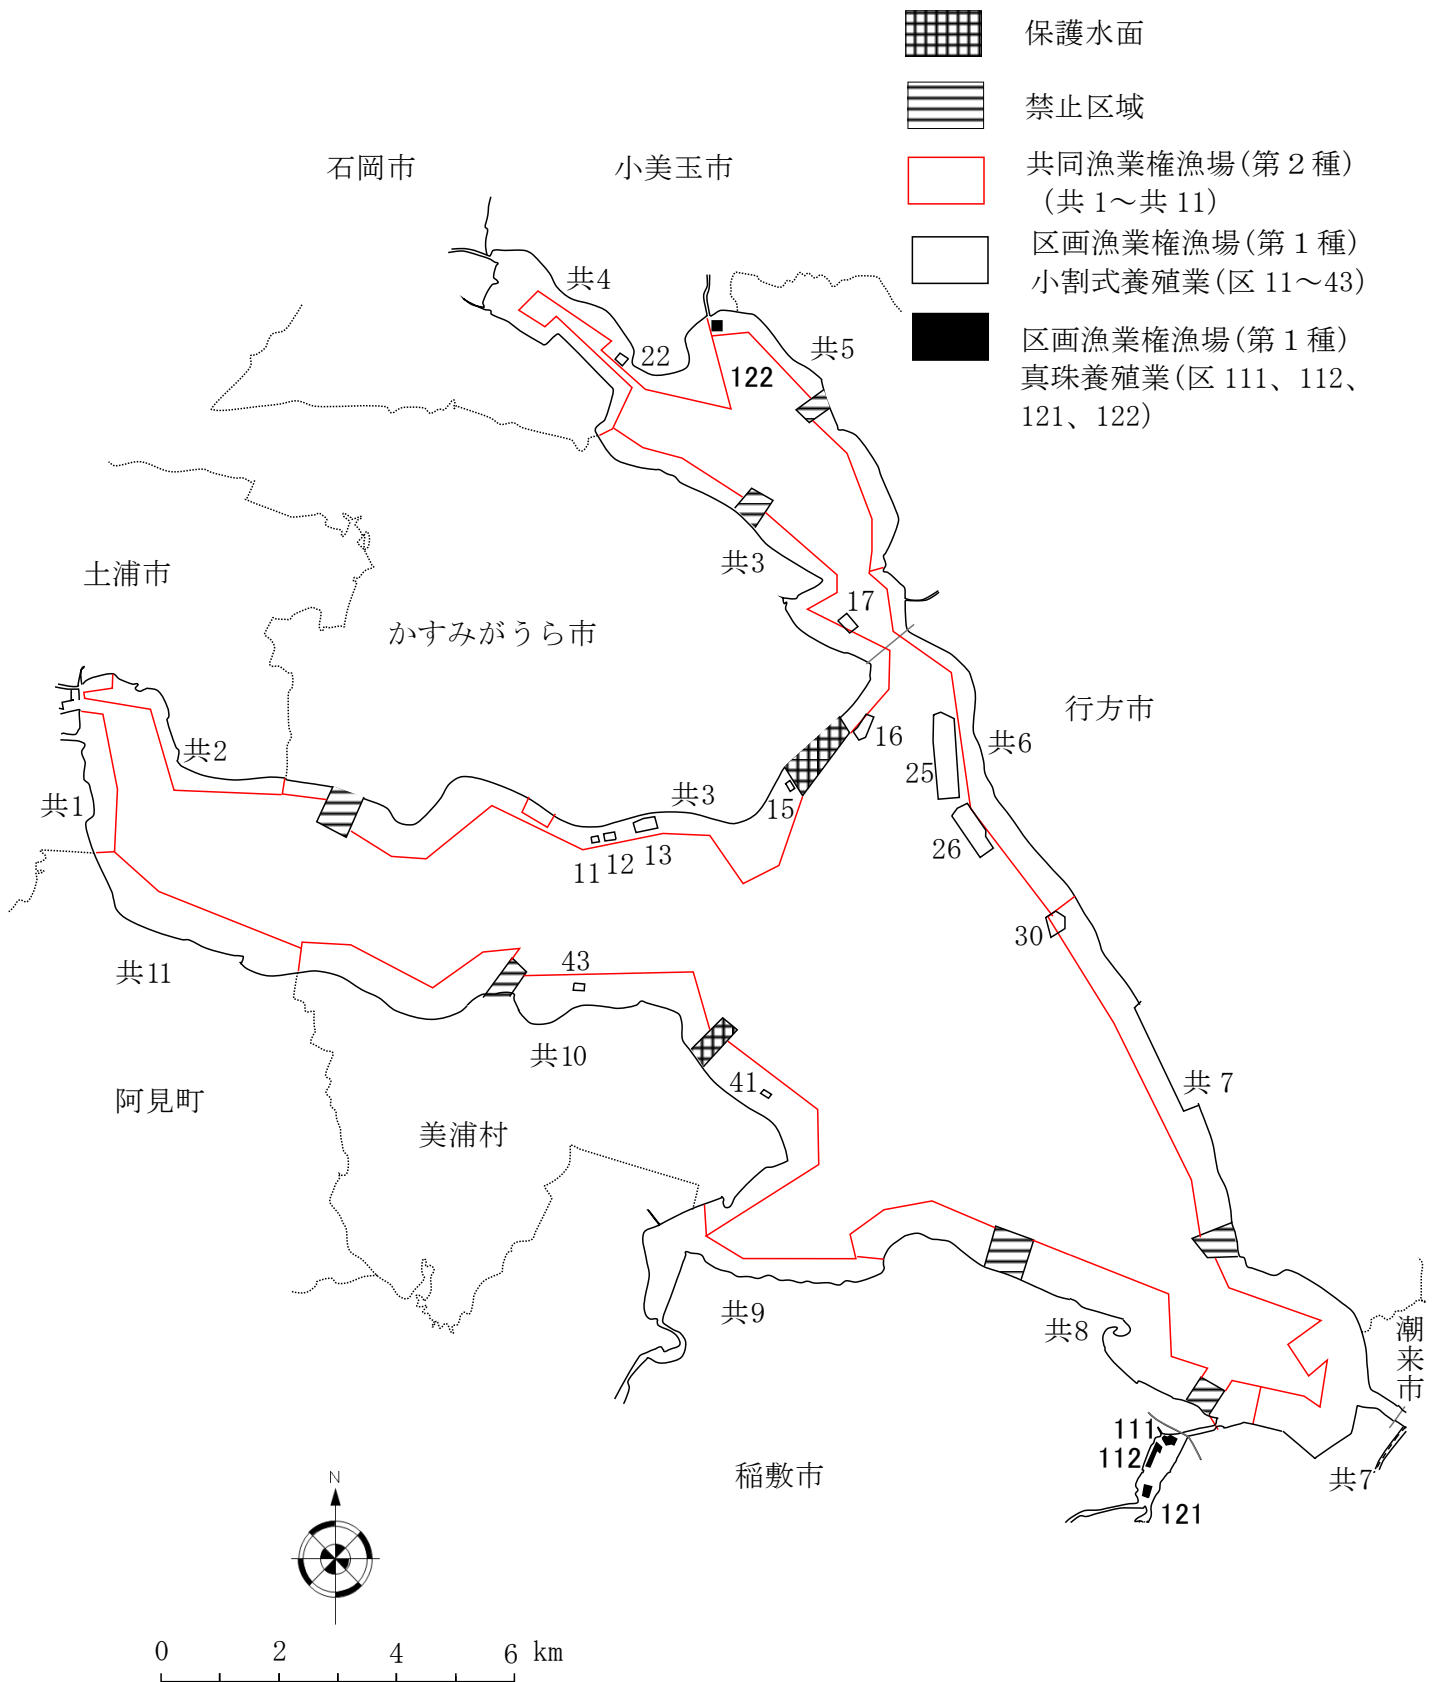 保護水面
禁止区域
共同漁業権漁場(第２種)
(共1～共11)
区画漁業権漁場(第１種)
小割式養殖業(区11～43)
区画漁業権漁場(第１種)
真珠養殖業(区111、112、
121、122)
石岡市
小美玉市
共4
22
122
共5
共3
17
土浦市
かすみがうら市
行方市
共2
16
共6
25
共1
共3
15
26
11
12
13
30
共11
43
共10
41
共７
阿見町
美浦村
共9
共8
潮来市
111
112
121
共7
稲敷市
N
0 2 4 6 km